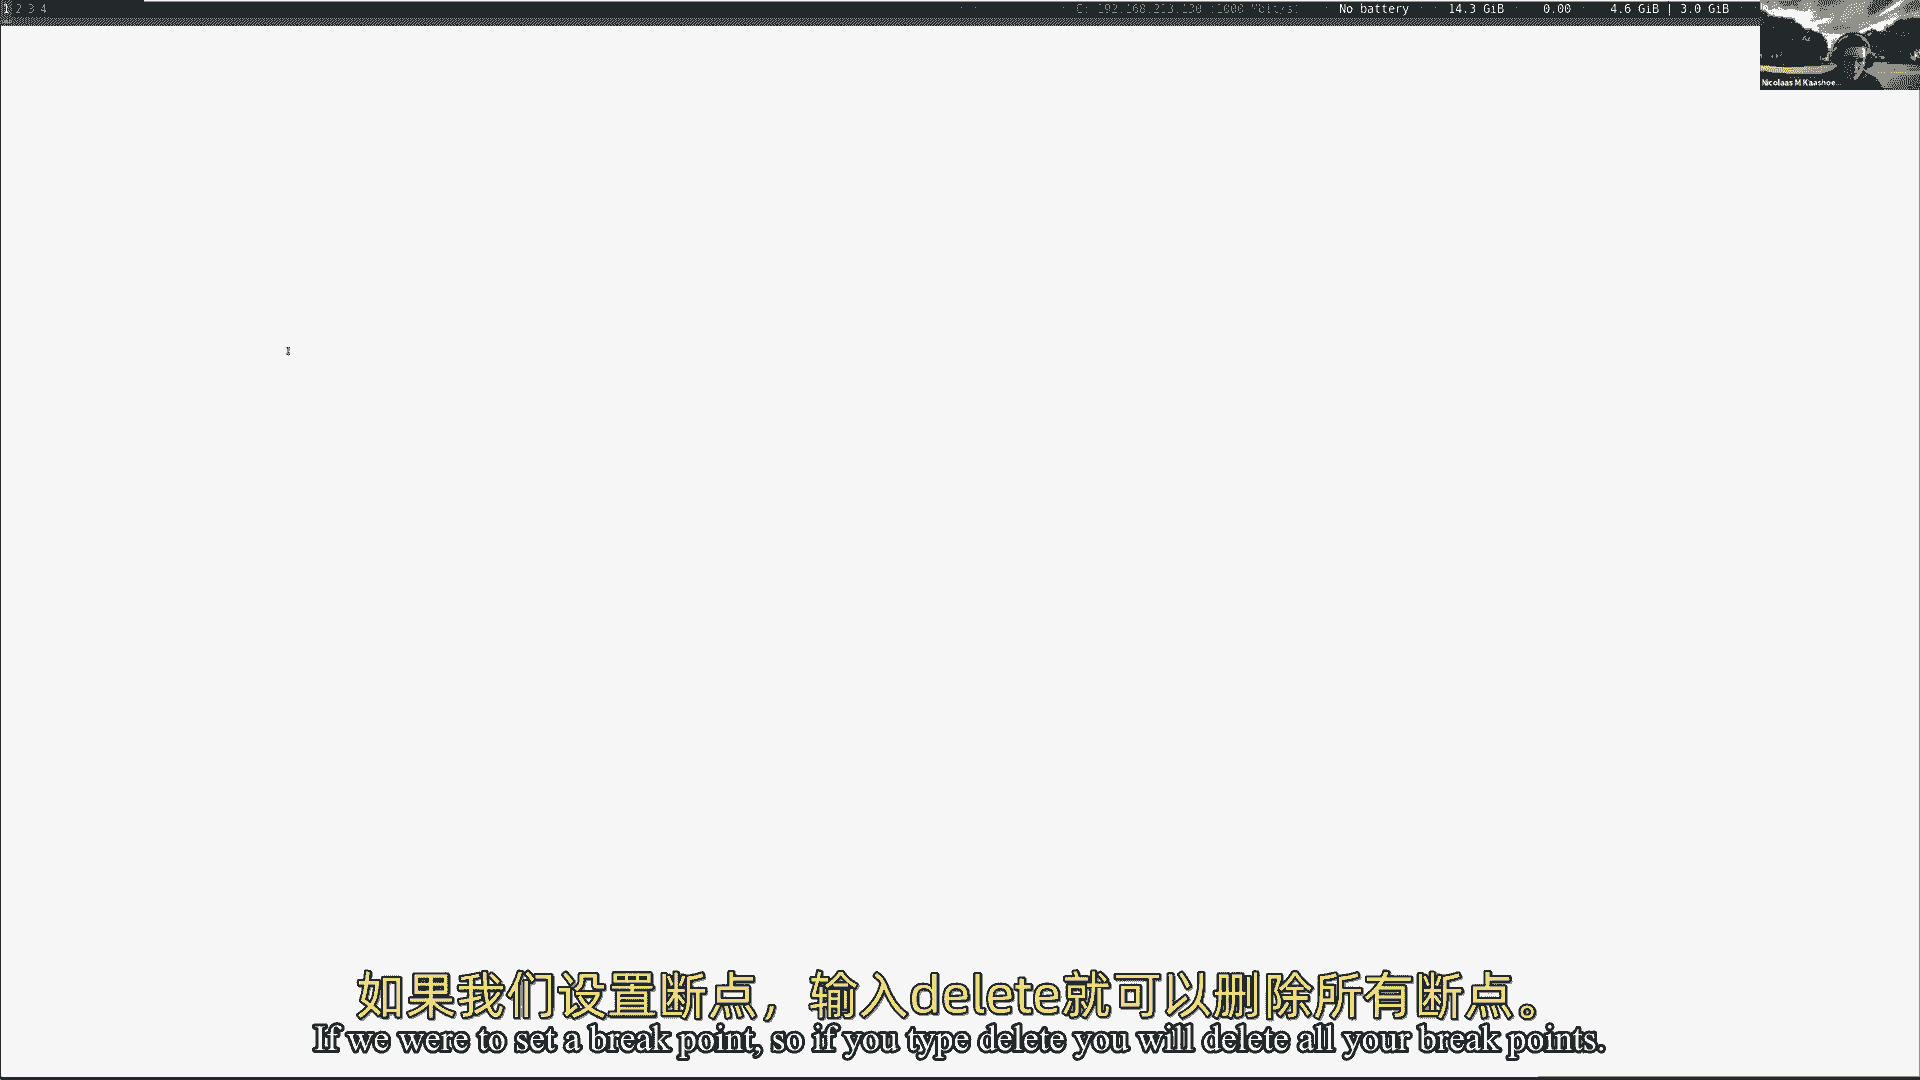 1 2 3 4
E: 192.168.213.130 (1000 Mbit/s)
No battery
14.3 GiB
0.00
4.6 GiB | 3.0 GiB
Nicolaas M Kaashoe...
如果我们设置断点，输入delete就可以删除所有断点。
If we were to set a break point, so if you type delete you will delete all your break points.